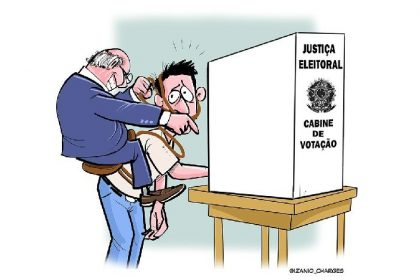 JUSTIÇA
ELEITORAL
CABINE
DE
VOTAÇÃO
@IZANIO_CHARGES